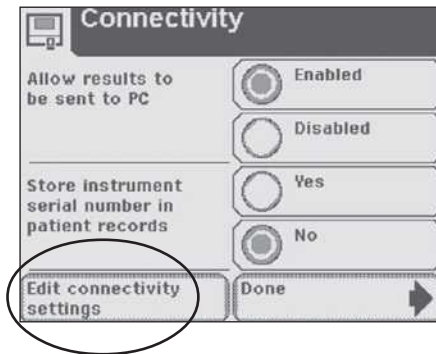 Connectivity
Allow results to
be sent to PC
Enabled
Disabled
Store instrument
serial number in
patient records
Yes
No
Edit connectivity
settings
Done